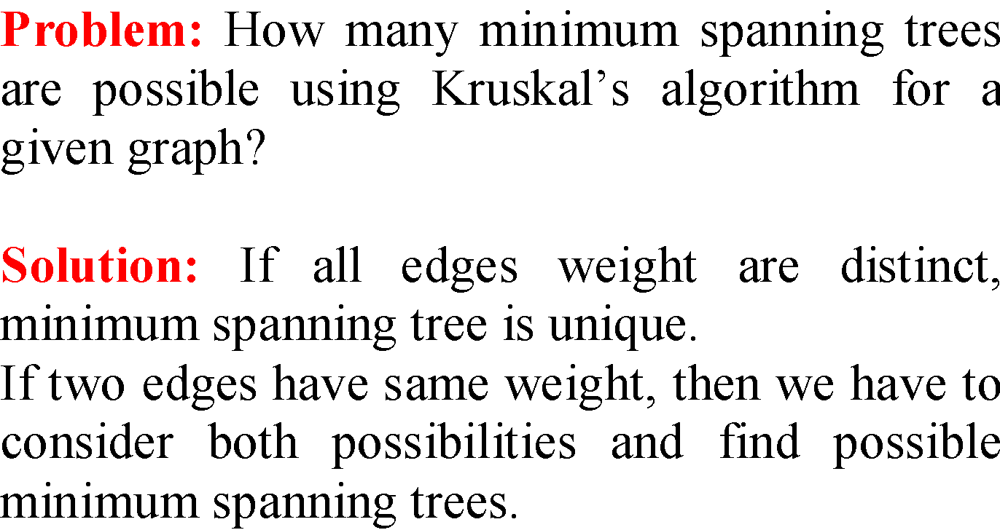 Problem: How many minimum spanning trees
are possible using Kruskal’s algorithm for a
given graph?
Solution: If all edges weight are distinct,
minimum spanning tree is unique.
If two edges have same weight, then we have to
consider both possibilities and find possible
minimum spanning trees.